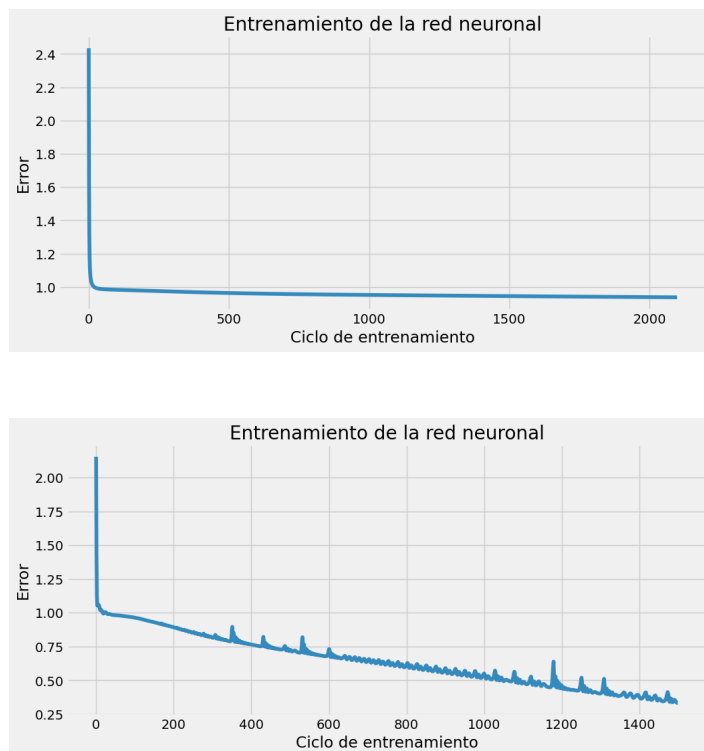 Entrenamiento de la red neuronal
2.4
2.2
2.0
1.8
1.6
1.4
1.2
1.0
Error
0 500 1000 1500 2000
Ciclo de entrenamiento
Entrenamiento de la red neuronal
2.00
1.75
1.50
1.25
1.00
0.75
0.50
0.25
Error
0 200 400 600 800 1000 1200 1400
Ciclo de entrenamiento